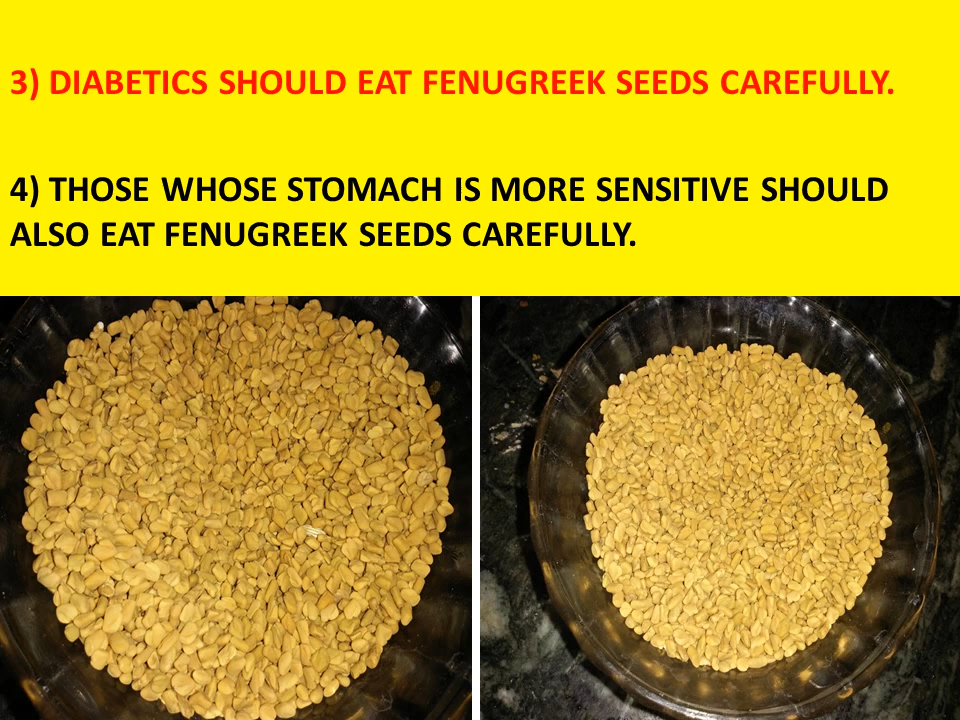 3) DIABETICS SHOULD EAT FENUGREEK SEEDS CAREFULLY.
4) THOSE WHOSE STOMACH IS MORE SENSITIVE SHOULD
ALSO EAT FENUGREEK SEEDS CAREFULLY.